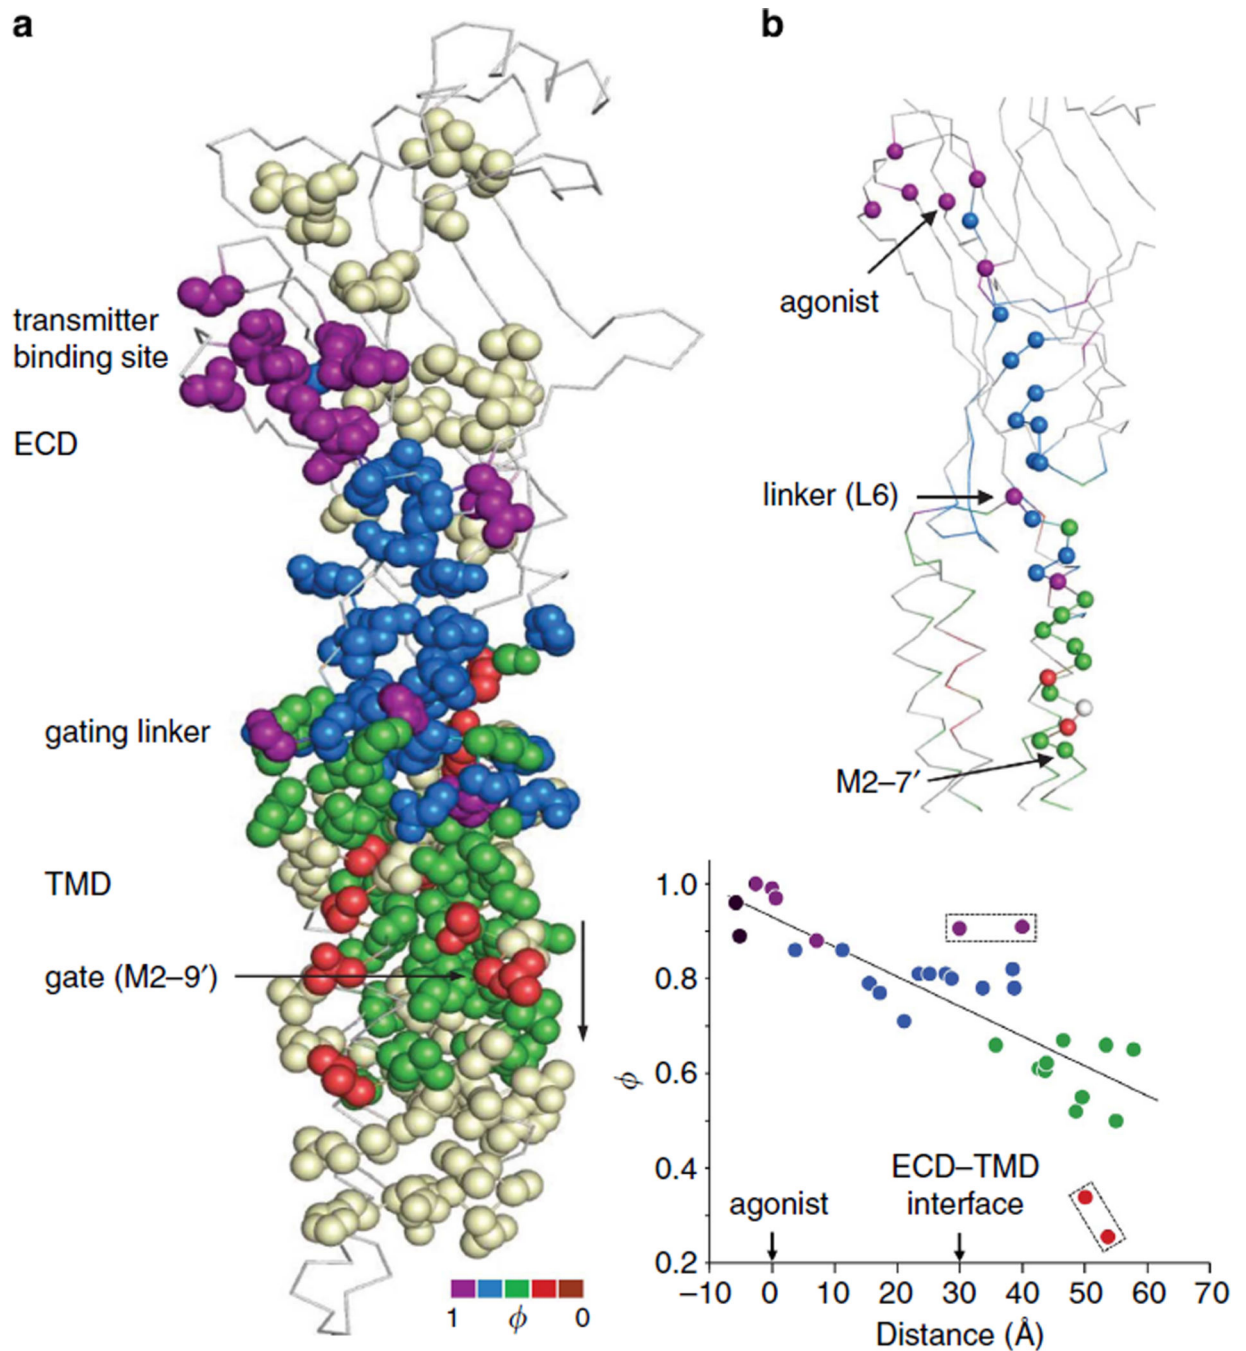 a
b
transmitter
binding site
ECD
gating linker
TMD
gate (M2–9′)
1
ϕ
0
agonist
linker (L6)
M2–7′
1.0
0.8
0.6
0.4
0.2
ϕ
ECD–TMD
interface
agonist
–10
0
10
20
30
40
50
60
70
Distance (Å)